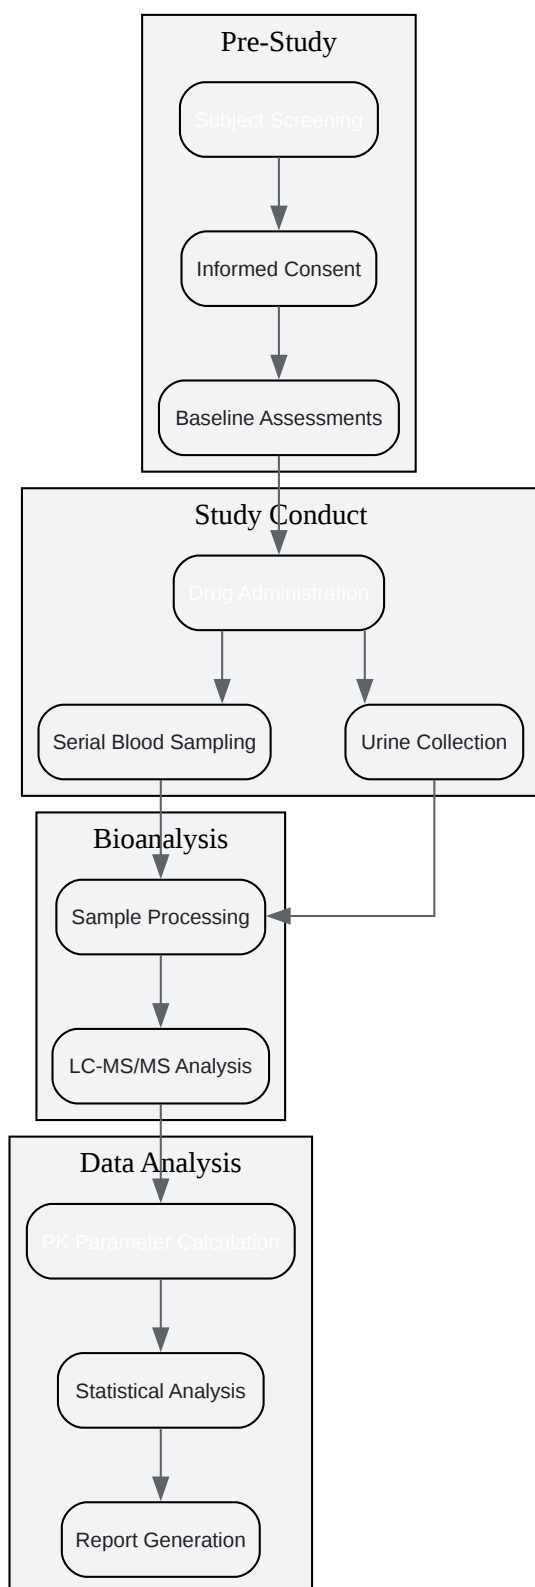 Pre-Study
Subject Screening
Informed Consent
Baseline Assessments
Study Conduct
Drug Administration
Serial Blood Sampling
Urine Collection
Bioanalysis
Sample Processing
LC-MS/MS Analysis
Data Analysis
PK Parameter Calculation
Statistical Analysis
Report Generation